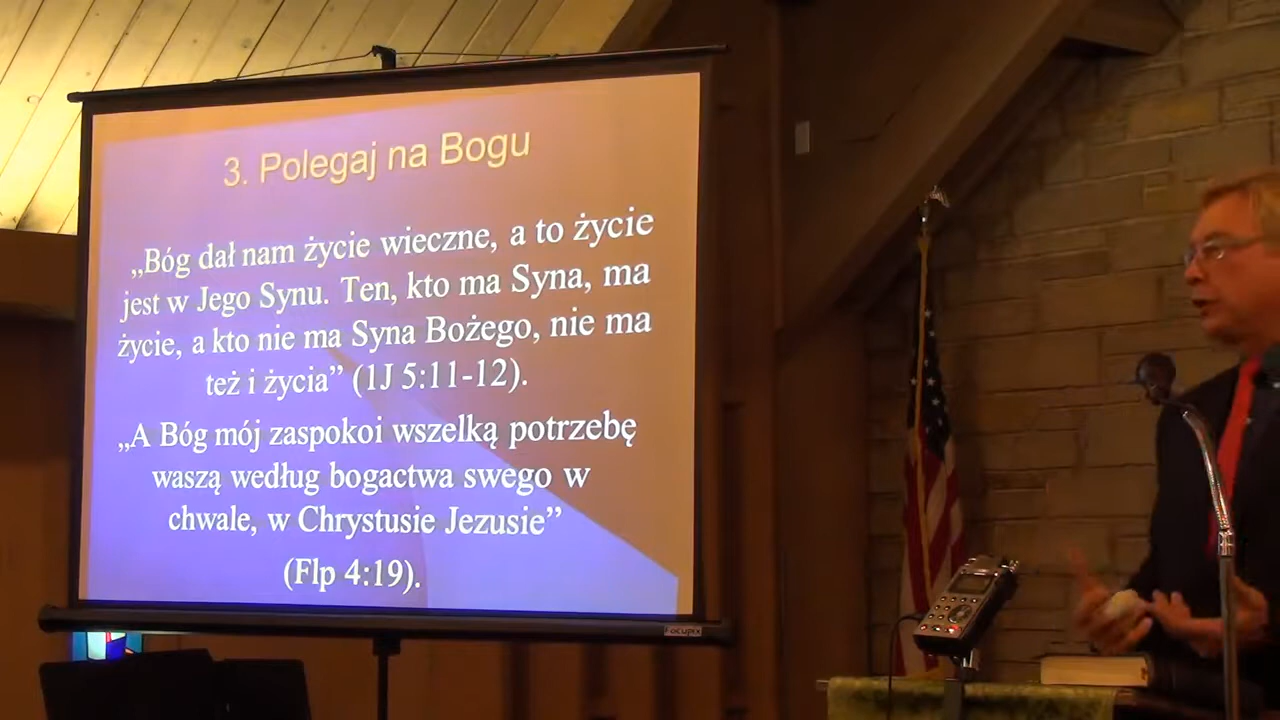 3. Polegaj na Bogu
„Bóg dał nam życie wieczne, a to życie
jest w Jego Synu. Ten, kto ma Syna, ma
życie, a kto nie ma Syna Bożego, nie ma
też i życia” (1J 5:11-12).
„A Bóg mój zaspokoi wszelką potrzebę
waszą według bogactwa swego w
chwale, w Chrystusie Jezusie”
(Flp 4:19).
FOCUPIX